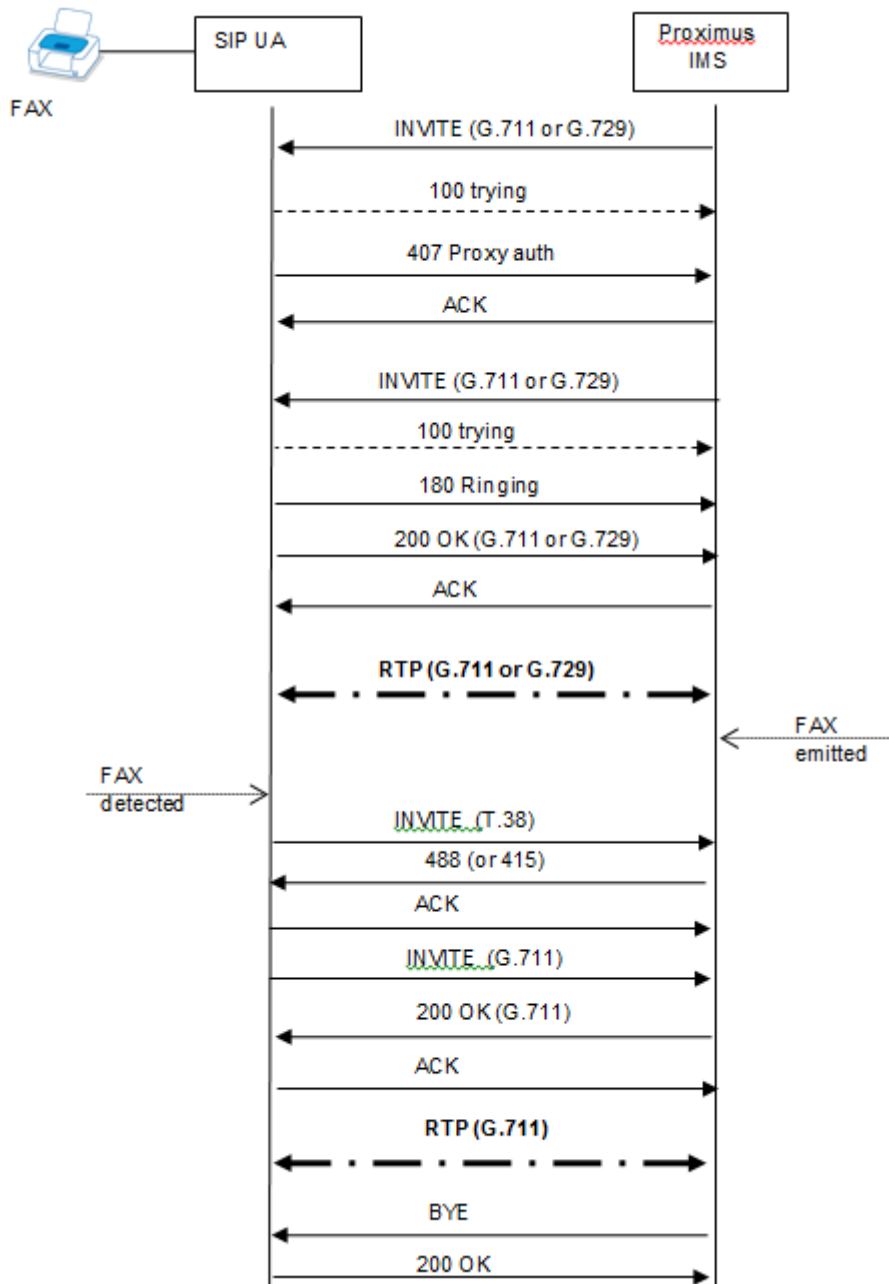 SIP UA
Proximus
IMS
FAX
INVITE (G.711 or G.729)
100 trying
407 Proxy auth
ACK
INVITE (G.711 or G.729)
100 trying
180 Ringing
200 OK (G.711 or G.729)
ACK
RTP (G.711 or G.729)
FAX
emitted
FAX
detected
INVITE (T.38)
488 (or 415)
ACK
INVITE (G.711)
200 OK (G.711)
ACK
RTP (G.711)
BYE
200 OK